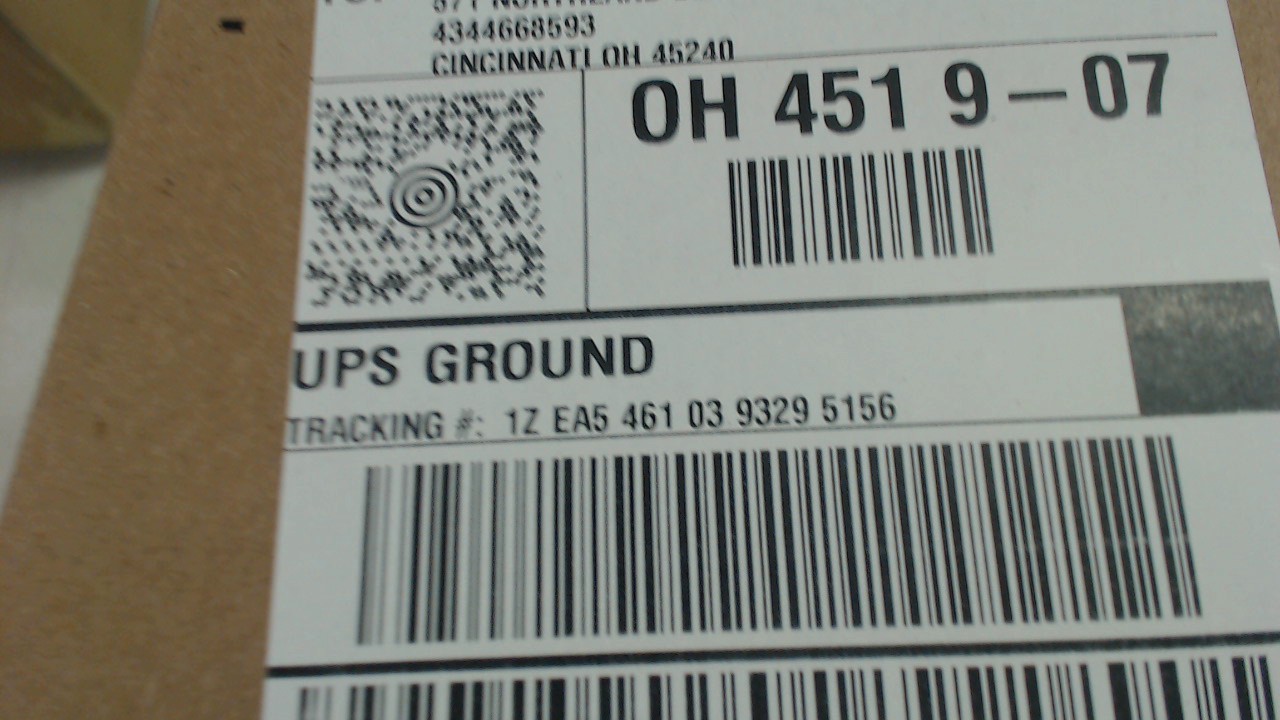 4344668593
CINCINNATI OH 45240
OH 451 9-07
UPS GROUND
TRACKING #: 1Z EA5 461 03 9329 5156